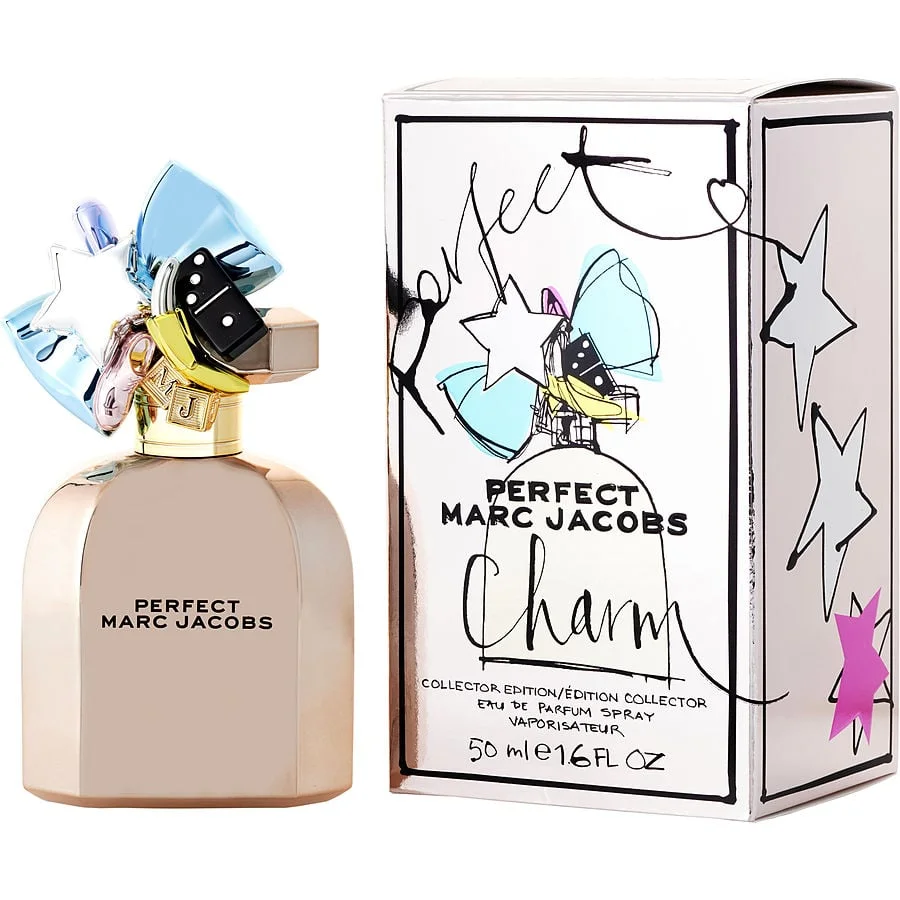 M
J
PERFECT
MARC JACOBS
Perfect
PERFECT
MARC JACOBS
Charm
COLLECTOR EDITION/ÉDITION COLLECTOR
EAU DE PARFUM SPRAY
VAPORISATEUR
50 ml e 1.6 FL OZ